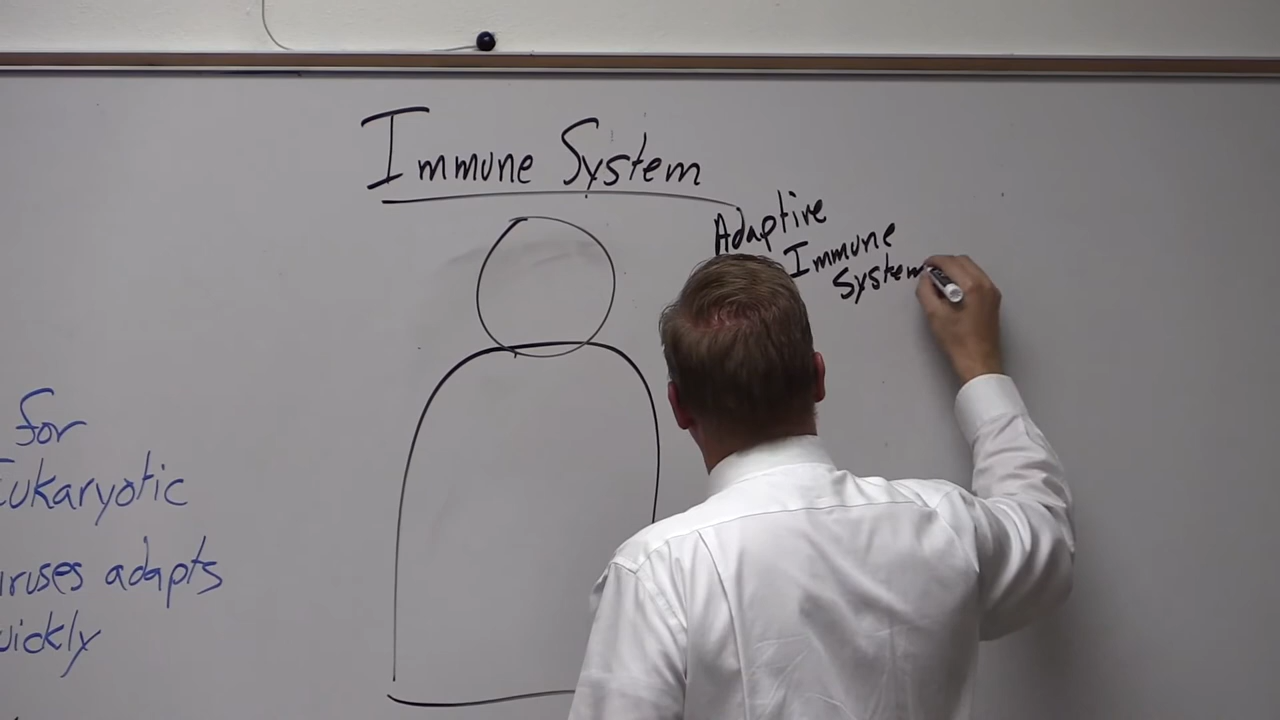 Immune System
Adaptive
Immune
System
for
Eukaryotic
viruses adapts
quickly